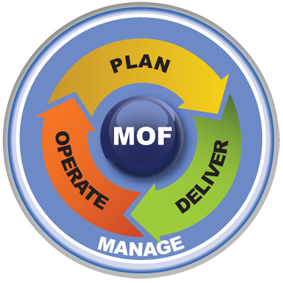 PLAN
MOF
OPERATE
DELIVER
MANAGE